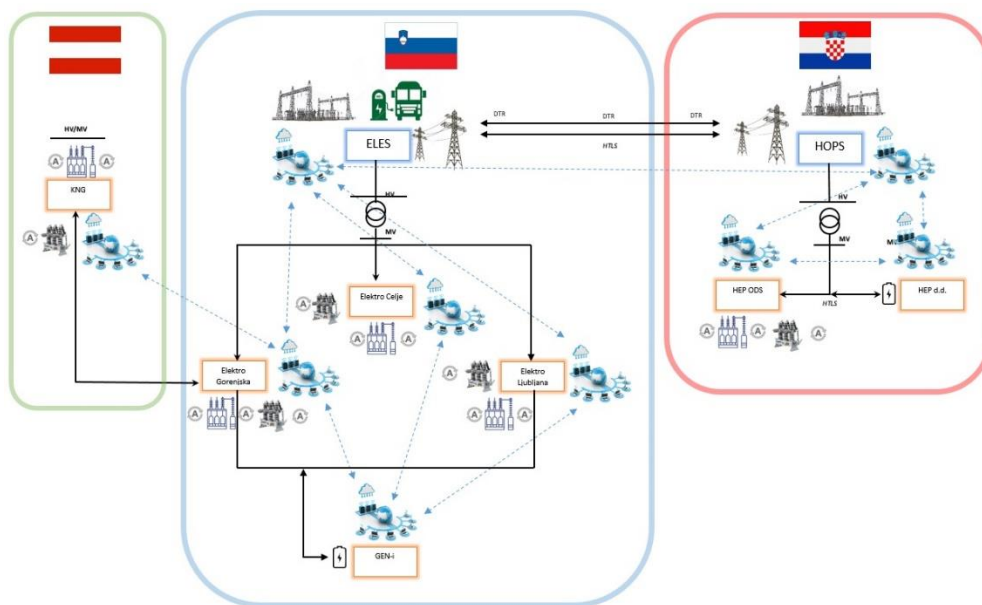 HV/MV
A
A
KNG
A
ELES
DTR
DTR
DTR
HTLS
HOPS
HV
MV
HV
MV
Elektro Celje
A
A
A
Elektro
Gorenjska
A
A
A
A
Elektro
Ljubljana
A
A
GEN-i
HEP ODS
HTLS
HEP d.d.
A
A
A